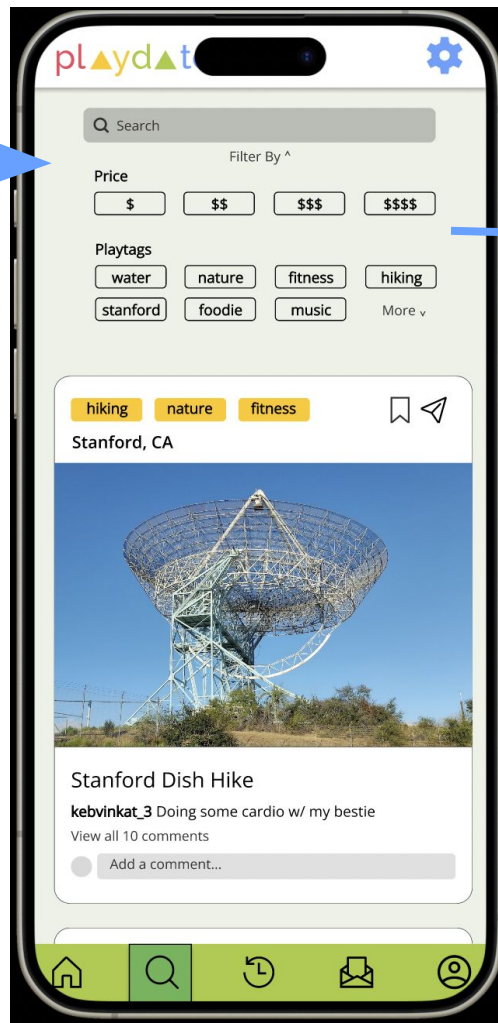 playdat
Search
Filter By ^
Price
$ $$ $$$ $$$$
Playtags
water nature fitness hiking
stanford foodie music More v
hiking nature fitness
Stanford, CA
Stanford Dish Hike
kebvinkat_3 Doing some cardio w/ my bestie
View all 10 comments
Add a comment...